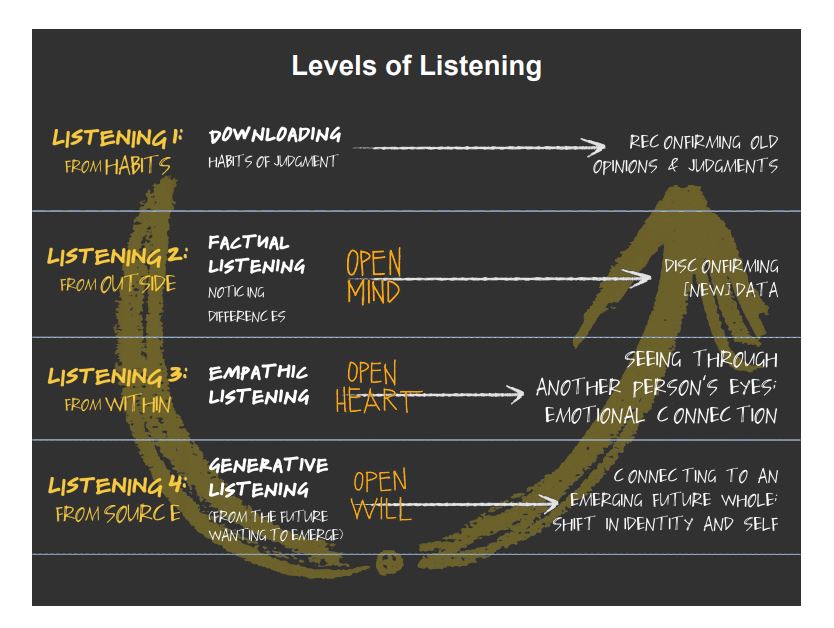 Levels of Listening
LISTENING 1:
FROM HABITS
DOWNLOADING
HABITS OF JUDGMENT
RECONFIRMING OLD
OPINIONS & JUDGMENTS
LISTENING 2:
FROM OUTSIDE
FACTUAL
LISTENING
NOTICING
DIFFERENCES
OPEN
MIND
DISCONFIRMING
[NEW] DATA
LISTENING 3:
FROM WITHIN
EMPATHIC
LISTENING
OPEN
HEART
SEEING THROUGH
ANOTHER PERSON'S EYES;
EMOTIONAL CONNECTION
LISTENING 4:
FROM SOURCE
GENERATIVE
LISTENING
(FROM THE FUTURE
WANTING TO EMERGE)
OPEN
WILL
CONNECTING TO AN
EMERGING FUTURE WHOLE;
SHIFT IN IDENTITY AND SELF